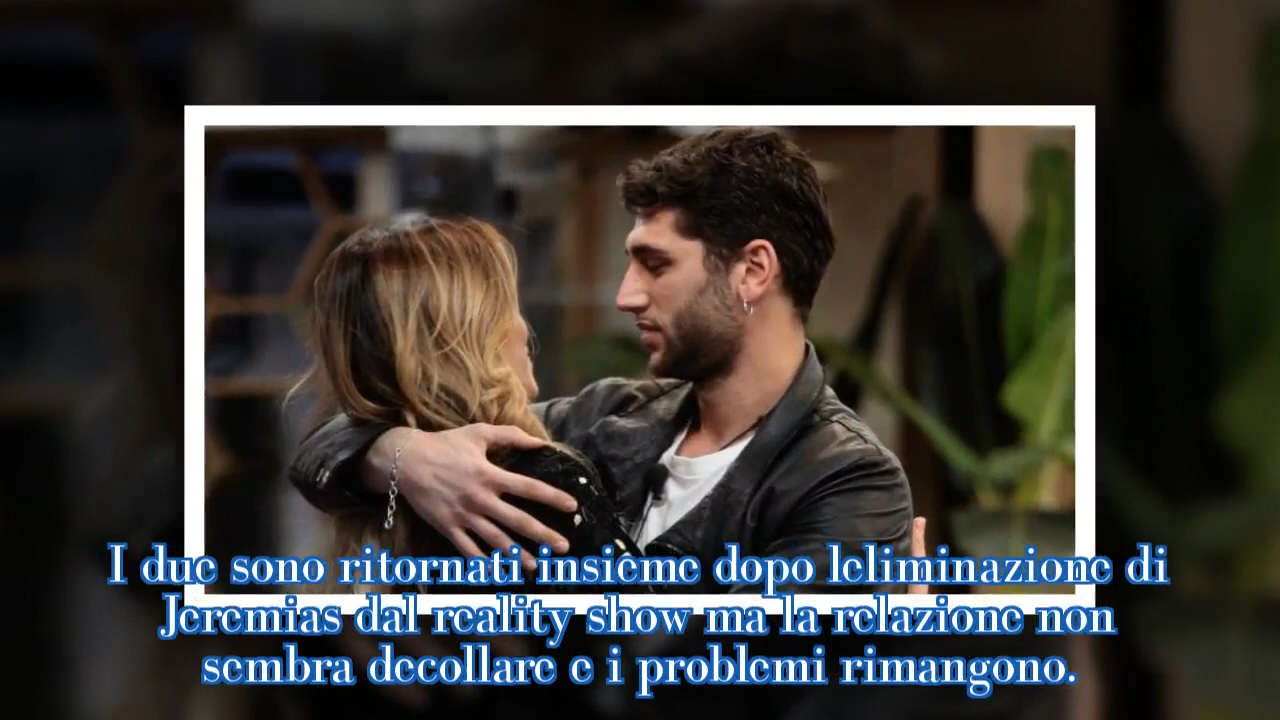 I due sono ritornati insieme dopo leliminazione di
Jeremias dal reality show ma la relazione non
sembra decollare e i problemi rimangono.